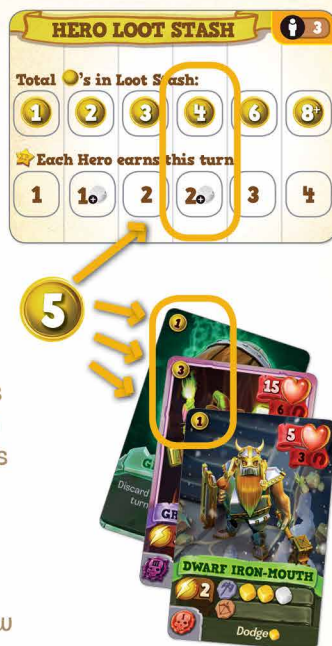 HERO LOOT STASH
3
Total 's in Loot Stash:
1 2 3 4 6 8+
Each Hero earns this turn
1 1+ 2 2+ 3 4
5
1
3
15
6
1
5
3
Discard
turn
DWARF IRON-MOUTH
2
Dodge
s
s
w